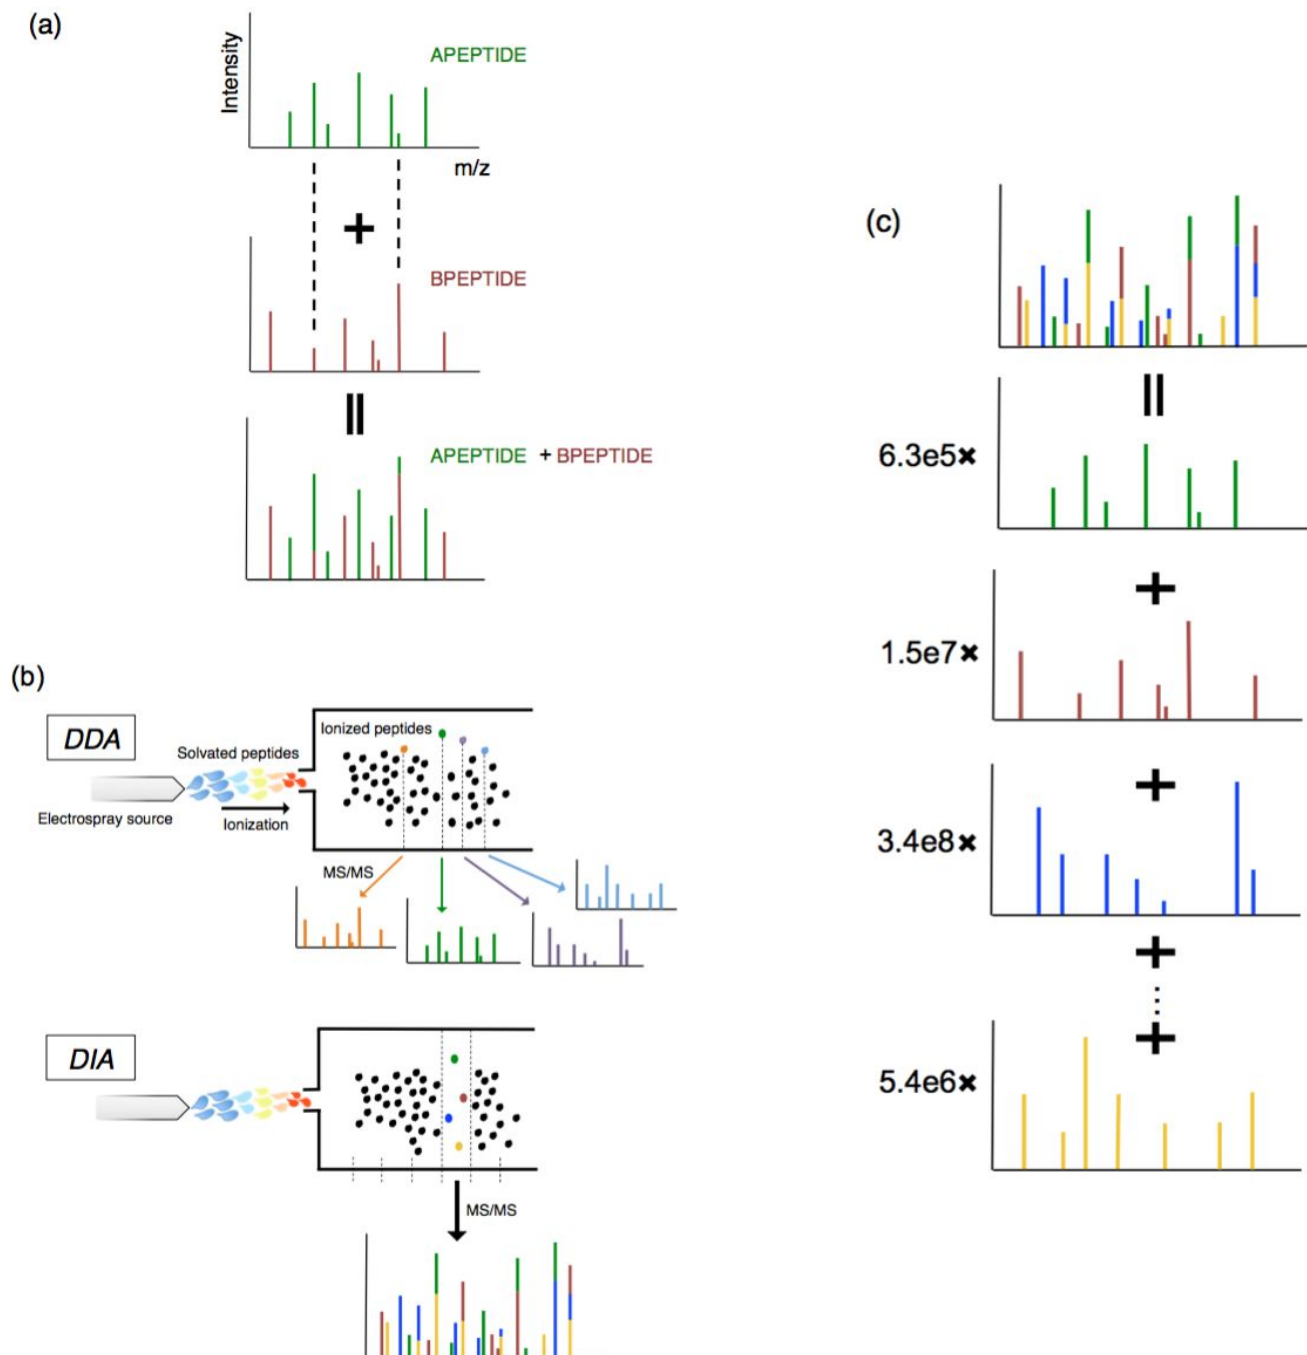 (a)
Intensity
APEPTIDE
m/z
+
BPEPTIDE
=
APEPTIDE + BPEPTIDE
(b)
DDA
Solvated peptides
Ionized peptides
Electrospray source
Ionization
MS/MS
DIA
MS/MS
(c)
=
6.3e5×
+
1.5e7×
+
3.4e8×
+
⋮
+
5.4e6×